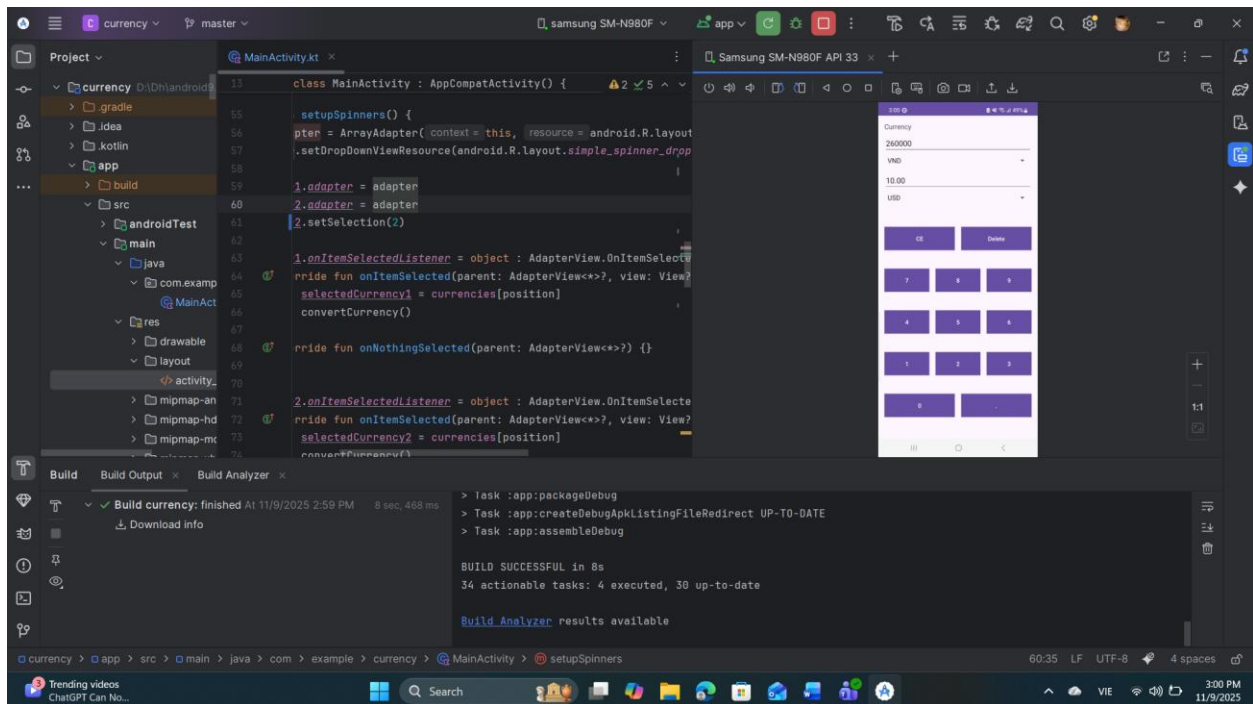 C currency master samsung SM-N980F app
Project
MainActivity.kt
Samsung SM-N980F API 33
currency D:\Dh\android9
.gradle
.idea
.kotlin
app
build
src
androidTest
main
java
com.examp
MainAct
res
drawable
layout
activity_
mipmap-an
mipmap-hd
mipmap-mc
13 class MainActivity : AppCompatActivity() { 2 5
55 setupSpinners() {
56 pter = ArrayAdapter( context = this, resource = android.R.layout
57 .setDropDownViewResource(android.R.layout.simple_spinner_drop
58
59 1.adapter = adapter
60 2.adapter = adapter
61 2.setSelection(2)
62
63 1.onItemSelectedListener = object : AdapterView.OnItemSelecte
64 rride fun onItemSelected(parent: AdapterView<*>?, view: View?
65 selectedCurrency1 = currencies[position]
66 convertCurrency()
67
68 rride fun onNothingSelected(parent: AdapterView<*>?) {}
69
70
71 2.onItemSelectedListener = object : AdapterView.OnItemSelecte
72 rride fun onItemSelected(parent: AdapterView<*>?, view: View?
73 selectedCurrency2 = currencies[position]
74 convertCurrency()
3:00
Currency
260000
VND
10.00
USD
CE Delete
7 8 9
4 5 6
1 2 3
0 .
1:1
Build Build Output Build Analyzer
Build currency: finished At 11/9/2025 2:59 PM 8 sec, 468 ms
Download info
> Task :app:packageDebug
> Task :app:createDebugApkListingFileRedirect UP-TO-DATE
> Task :app:assembleDebug
BUILD SUCCESSFUL in 8s
34 actionable tasks: 4 executed, 30 up-to-date
Build Analyzer results available
currency > app > src > main > java > com > example > currency > MainActivity > setupSpinners 60:35 LF UTF-8 4 spaces
3
Trending videos
ChatGPT Can No...
Search
VIE
3:00 PM
11/9/2025